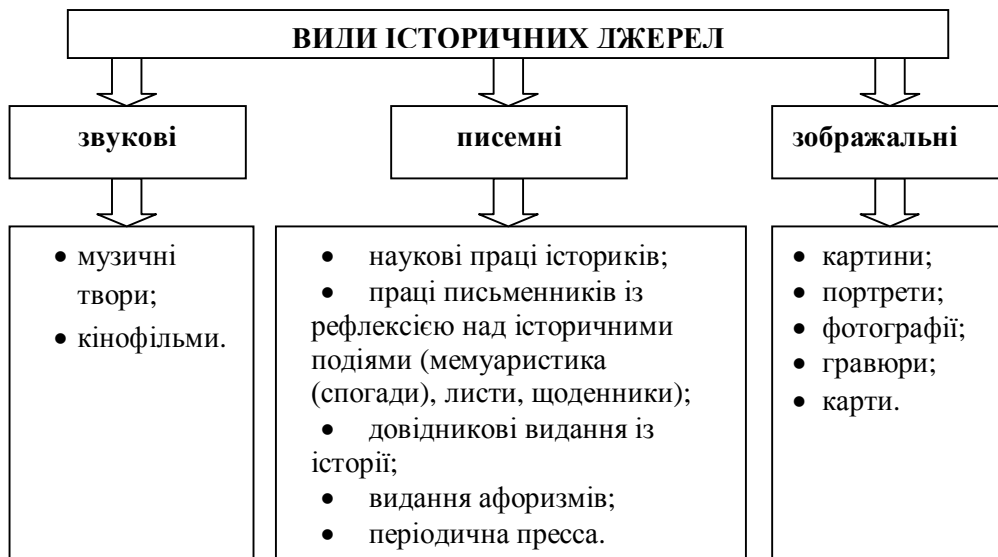 ВИДИ ІСТОРИЧНИХ ДЖЕРЕЛ
звукові
писемні
зображальні
• музичні
твори;
• кінофільми.
• наукові праці істориків;
• праці письменників із
рефлексією над історичними
подіями (мемуаристика
(спогади), листи, щоденники);
• довідникові видання із
історії;
• видання афоризмів;
• періодична пресса.
• картини;
• портрети;
• фотографії;
• гравюри;
• карти.